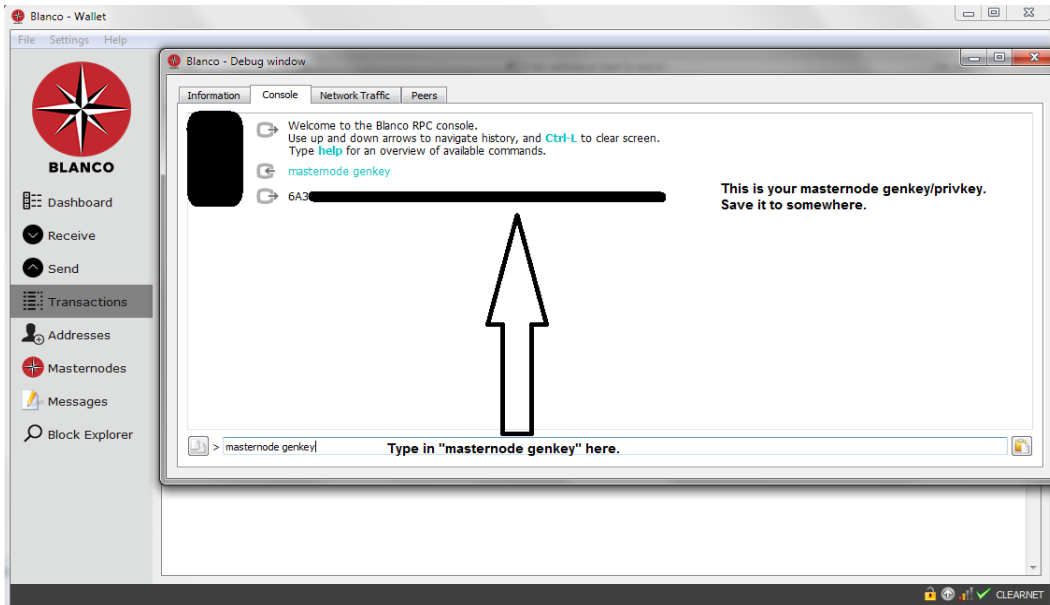 Blanco - Wallet
File Settings Help
Blanco - Debug window
Information Console Network Traffic Peers
Welcome to the Blanco RPC console.
Use up and down arrows to navigate history, and Ctrl-L to clear screen.
Type help for an overview of available commands.
masternode genkey
6A3
This is your masternode genkey/privkey.
Save it to somewhere.
BLANCO
Dashboard
Receive
Send
Transactions
Addresses
Masternodes
Messages
Block Explorer
> masternode genkey
Type in "masternode genkey" here.
CLEARNET